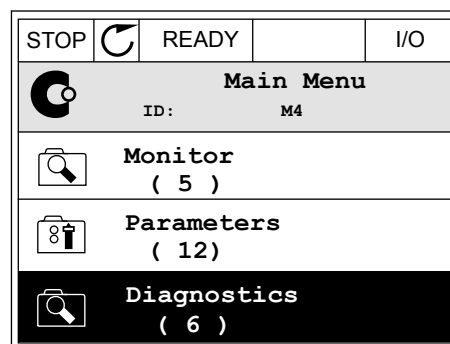 STOP READY I/O
Main Menu
ID: M4
Monitor
( 5 )
Parameters
( 12)
Diagnostics
( 6 )